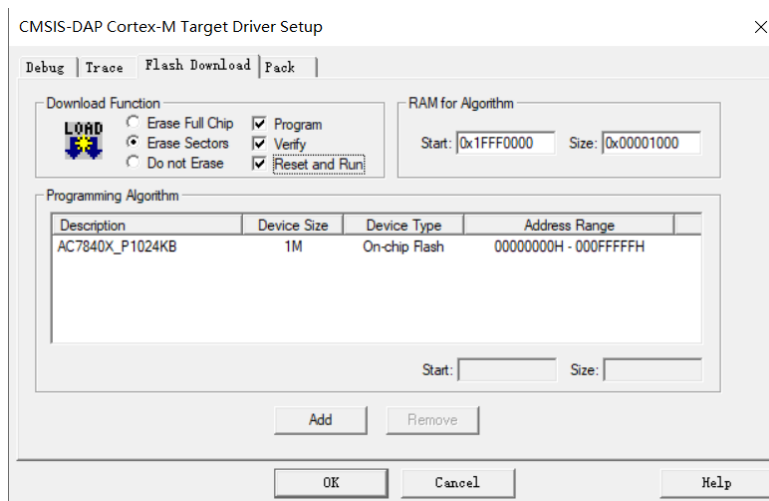 CMSIS-DAP Cortex-M Target Driver Setup
Debug Trace Flash Download Pack
Download Function
LOAD
Erase Full Chip
Erase Sectors
Do not Erase
Program
Verify
Reset and Run
RAM for Algorithm
Start: 0x1FFF0000 Size: 0x00001000
Programming Algorithm
Description Device Size Device Type Address Range
AC7840X_P1024KB 1M On-chip Flash 00000000H - 000FFFFFH
Start: Size:
Add Remove
OK Cancel Help